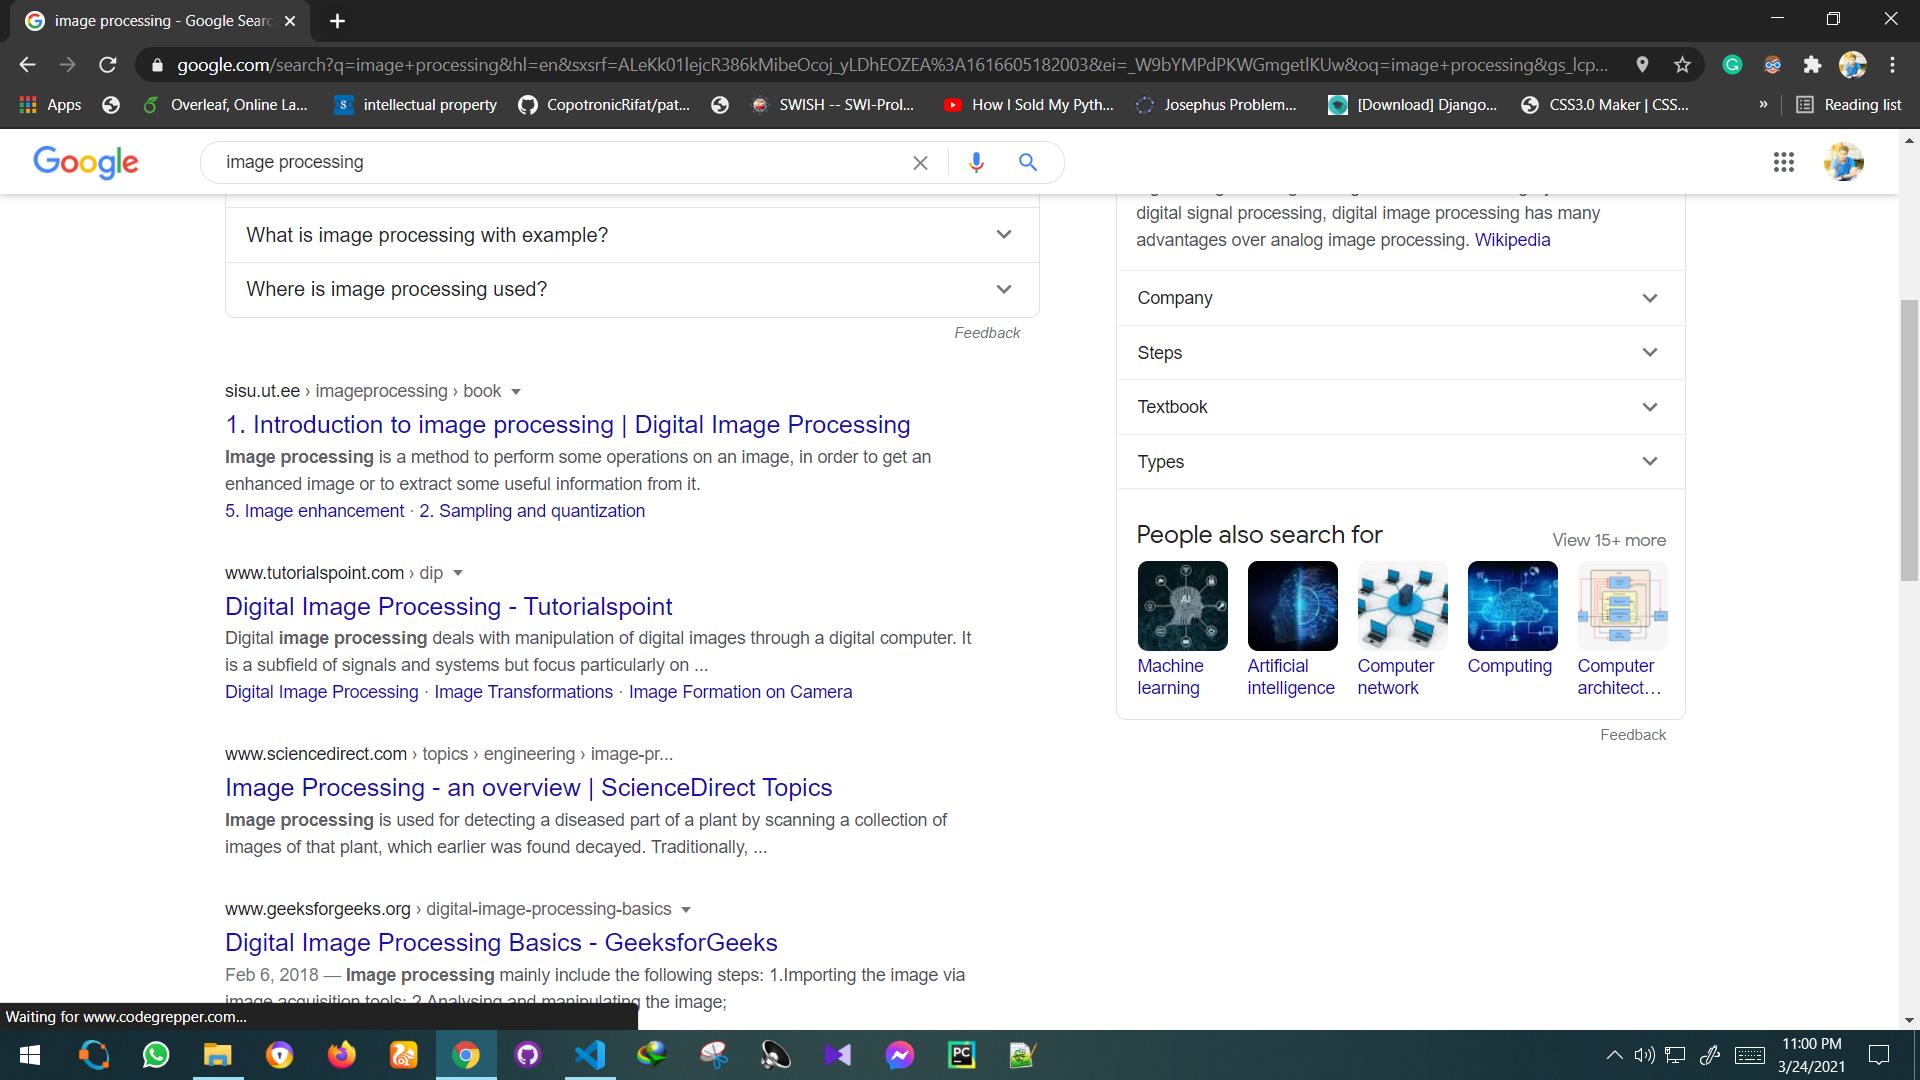 image processing - Google Searc
google.com/search?q=image+processing&hl=en&sxsrf=ALeKk01lejcR386kMibeOcoj_yLDhEOZEA%3A1616605182003&ei=_W9bYMPdPKWGmgetlKUw&oq=image+processing&gs_lcp...
Apps
Overleaf, Online La...
intellectual property
CopotronicRifat/pat...
SWISH -- SWI-Prol...
How I Sold My Pyth...
Josephus Problem...
[Download] Django...
CSS3.0 Maker | CSS...
»
Reading list
Google
image processing
What is image processing with example?
Where is image processing used?
Feedback
sisu.ut.ee › imageprocessing › book
1. Introduction to image processing | Digital Image Processing
Image processing is a method to perform some operations on an image, in order to get an
enhanced image or to extract some useful information from it.
5. Image enhancement · 2. Sampling and quantization
www.tutorialspoint.com › dip
Digital Image Processing - Tutorialspoint
Digital image processing deals with manipulation of digital images through a digital computer. It
is a subfield of signals and systems but focus particularly on ...
Digital Image Processing · Image Transformations · Image Formation on Camera
www.sciencedirect.com › topics › engineering › image-pr...
Image Processing - an overview | ScienceDirect Topics
Image processing is used for detecting a diseased part of a plant by scanning a collection of
images of that plant, which earlier was found decayed. Traditionally, ...
www.geeksforgeeks.org › digital-image-processing-basics
Digital Image Processing Basics - GeeksforGeeks
Feb 6, 2018 — Image processing mainly include the following steps: 1.Importing the image via
image acquisition tools; 2.Analysing and manipulating the image;
digital signal processing, digital image processing has many
advantages over analog image processing. Wikipedia
Company
Steps
Textbook
Types
People also search for
View 15+ more
AI
Machine
learning
Artificial
intelligence
Computer
network
Computing
Computer
architect...
Feedback
Waiting for www.codegrepper.com...
PC
11:00 PM
3/24/2021